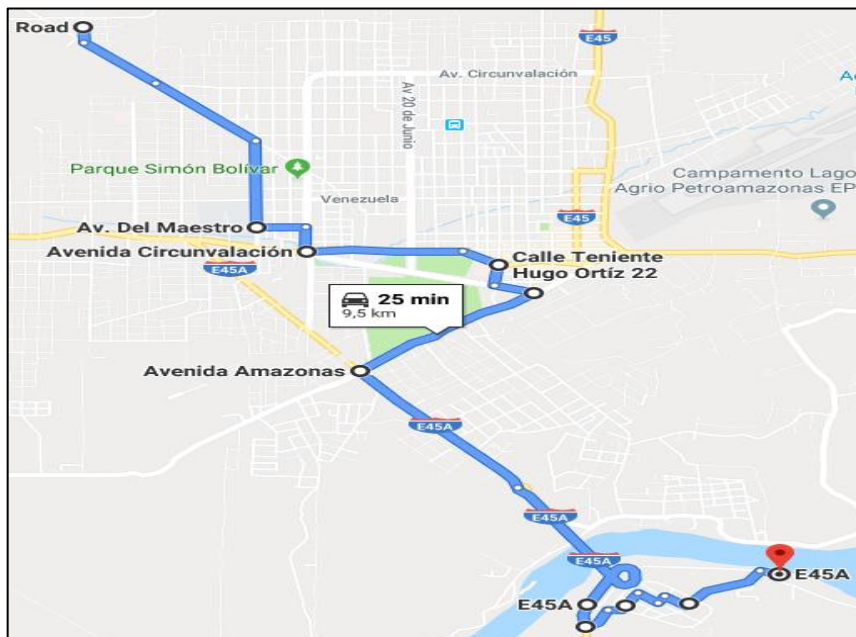 Road
E45
Av. Circunvalación
Av 20 de Junio
Parque Simón Bolívar
Campamento Lago
Agrio Petroamazonas EP
Venezuela
E45
Av. Del Maestro
Avenida Circunvalación
E45A
Calle Teniente
Hugo Ortíz 22
25 min
9,5 km
Avenida Amazonas
E45A
E45A
E45A
E45A
E45A